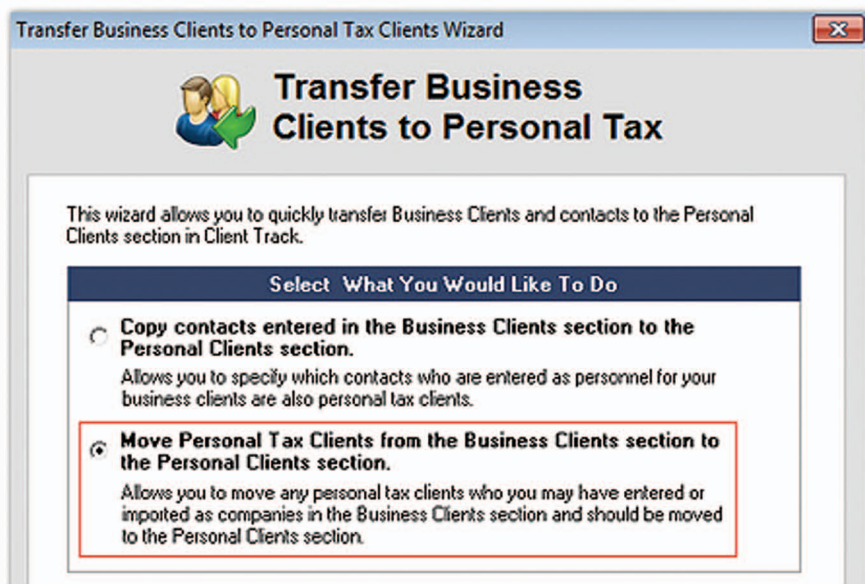 Transfer Business Clients to Personal Tax Clients Wizard
Transfer Business
Clients to Personal Tax
This wizard allows you to quickly transfer Business Clients and contacts to the Personal
Clients section in Client Track.
Select What You Would Like To Do
Copy contacts entered in the Business Clients section to the
Personal Clients section.
Allows you to specify which contacts who are entered as personnel for your
business clients are also personal tax clients.
Move Personal Tax Clients from the Business Clients section to
the Personal Clients section.
Allows you to move any personal tax clients who you may have entered or
imported as companies in the Business Clients section and should be moved
to the Personal Clients section.